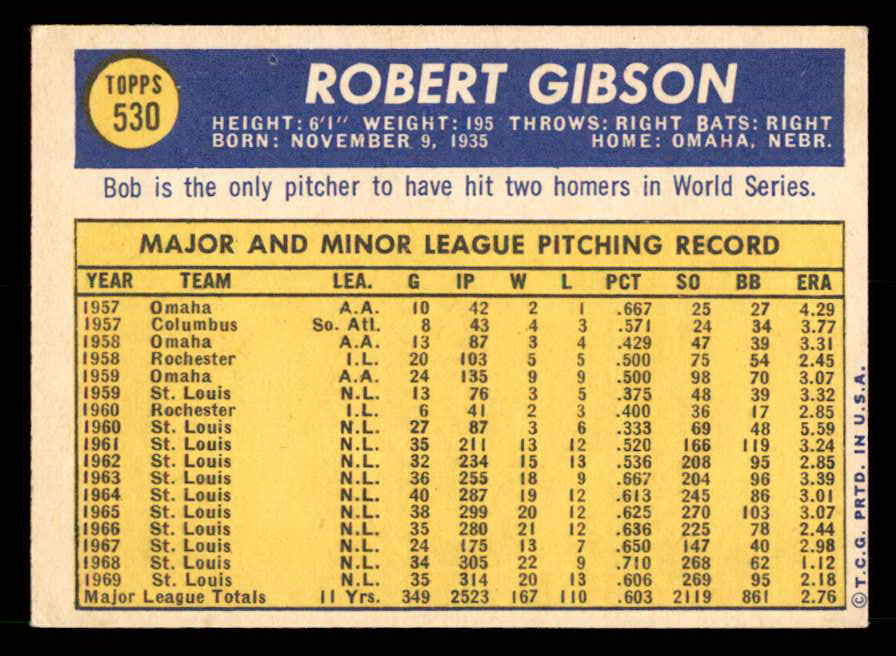 TOPPS
530
ROBERT GIBSON
HEIGHT: 6'1" WEIGHT: 195 THROWS: RIGHT BATS: RIGHT
BORN: NOVEMBER 9, 1935 HOME: OMAHA, NEBR.
Bob is the only pitcher to have hit two homers in World Series.
MAJOR AND MINOR LEAGUE PITCHING RECORD
YEAR TEAM LEA. G IP W L PCT SO BB ERA
1957 Omaha A.A. 10 42 2 1 .667 25 27 4.29
1957 Columbus So. Atl. 8 43 4 3 .571 24 34 3.77
1958 Omaha A.A. 13 87 3 4 .429 47 39 3.31
1958 Rochester I.L. 20 103 5 5 .500 75 54 2.45
1959 Omaha A.A. 24 135 9 9 .500 98 70 3.07
1959 St. Louis N.L. 13 76 3 5 .375 48 39 3.32
1960 Rochester I.L. 6 41 2 3 .400 36 17 2.85
1960 St. Louis N.L. 27 87 3 6 .333 69 48 5.59
1961 St. Louis N.L. 35 211 13 12 .520 166 119 3.24
1962 St. Louis N.L. 32 234 15 13 .536 208 95 2.85
1963 St. Louis N.L. 36 255 18 9 .667 204 96 3.39
1964 St. Louis N.L. 40 287 19 12 .613 245 86 3.01
1965 St. Louis N.L. 38 299 20 12 .625 270 103 3.07
1966 St. Louis N.L. 35 280 21 12 .636 225 78 2.44
1967 St. Louis N.L. 24 175 13 7 .650 147 40 2.98
1968 St. Louis N.L. 34 305 22 9 .710 268 62 1.12
1969 St. Louis N.L. 35 314 20 13 .606 269 95 2.18
Major League Totals 11 Yrs. 349 2523 167 110 .603 2119 861 2.76
©T.C.G. PRTD. IN U.S.A.